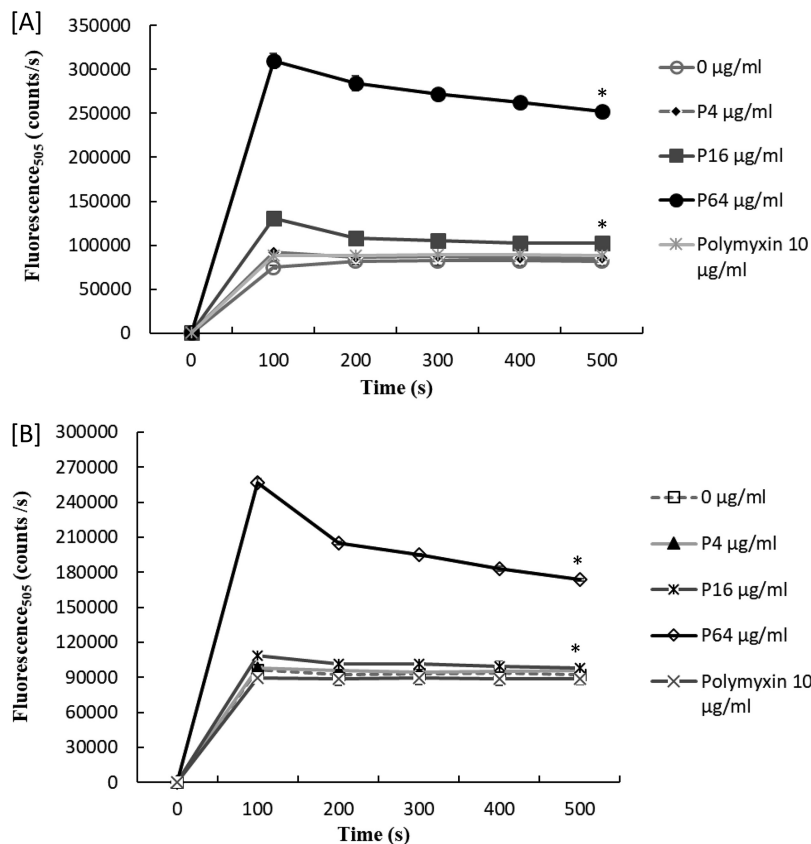 [A]
350000
300000
250000
200000
150000
100000
50000
0
Fluorescence505 ( counts/s)
0 100 200 300 400 500
Time (s)
*
*
0 µg/ml
P4 µg/ml
P16 µg/ml
P64 µg/ml
Polymyxin 10
µg/ml
[B]
300000
270000
240000
210000
180000
150000
120000
90000
60000
30000
0
Fluorescence505 (counts /s)
0 100 200 300 400 500
Time (s)
*
*
0 µg/ml
P4 µg/ml
P16 µg/ml
P64 µg/ml
Polymyxin 10
µg/ml